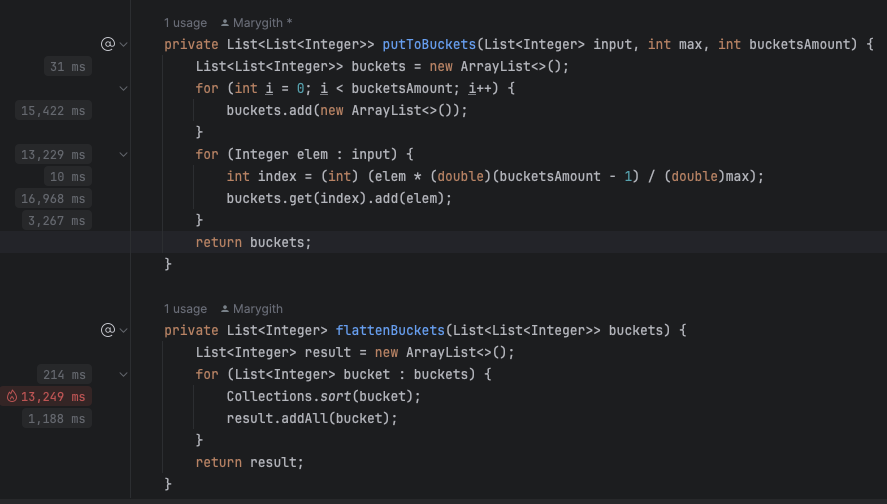 1 usage Marygith *
private List<List<Integer>> putToBuckets(List<Integer> input, int max, int bucketsAmount) {
31 ms List<List<Integer>> buckets = new ArrayList<>();
for (int i = 0; i < bucketsAmount; i++) {
15,422 ms buckets.add(new ArrayList<>());
}
13,229 ms for (Integer elem : input) {
10 ms int index = (int) (elem * (double)(bucketsAmount - 1) / (double)max);
16,968 ms buckets.get(index).add(elem);
3,267 ms }
return buckets;
}
1 usage Marygith
private List<Integer> flattenBuckets(List<List<Integer>> buckets) {
List<Integer> result = new ArrayList<>();
214 ms for (List<Integer> bucket : buckets) {
13,249 ms Collections.sort(bucket);
1,188 ms result.addAll(bucket);
}
return result;
}